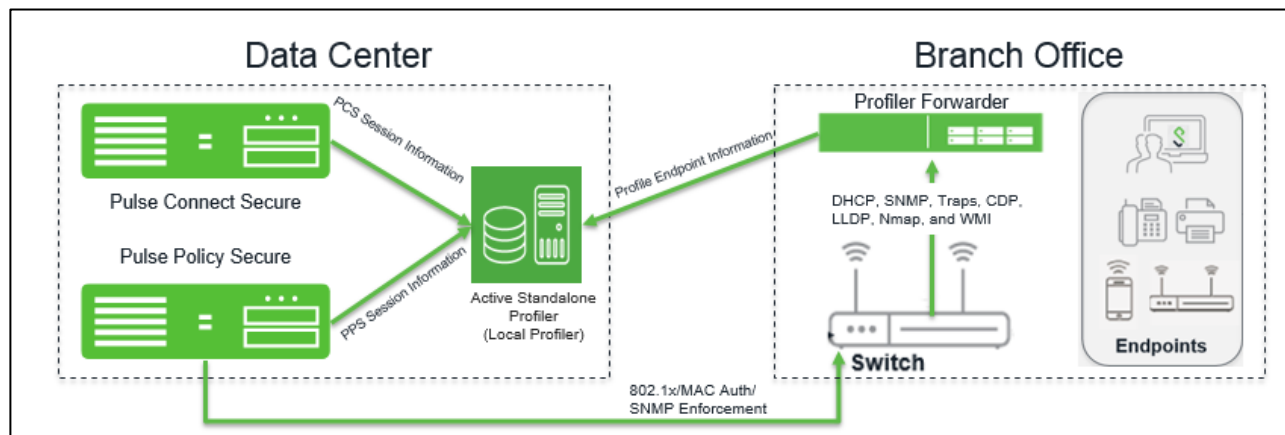 Data Center
Branch Office
PCS Session Information
Pulse Connect Secure
Pulse Policy Secure
PPS Session Information
Active Standalone
Profiler
(Local Profiler)
Profile Endpoint Information
Profiler Forwarder
DHCP, SNMP, Traps, CDP,
LLDP, Nmap, and WMI
Switch
Endpoints
802.1x/MAC Auth/
SNMP Enforcement